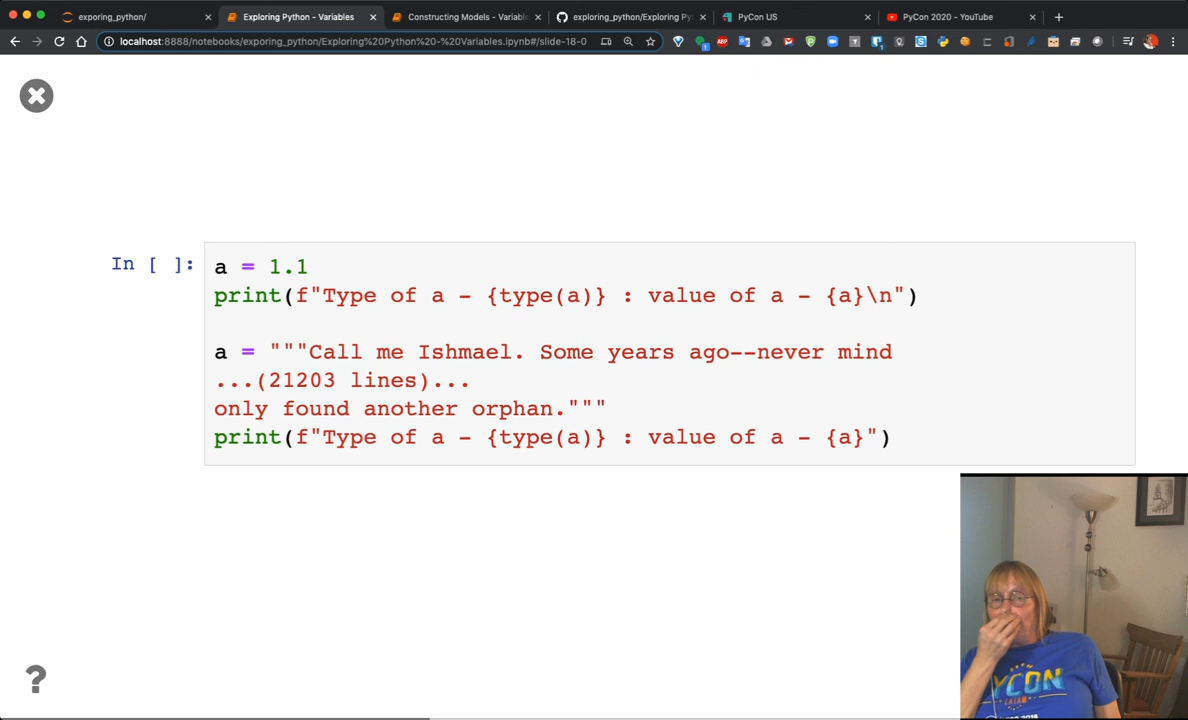 exporing_python/
Exploring Python - Variables
Constructing Models - Variable
exploring_python/Exploring Py
PyCon US
PyCon 2020 - YouTube
localhost:8888/notebooks/exporing_python/Exploring%20Python%20-%20Variables.ipynb#/slide-18-0
In [ ]:
a = 1.1
print(f"Type of a - {type(a)} : value of a - {a}\n")
a = """Call me Ishmael. Some years ago--never mind
...(21203 lines)...
only found another orphan."""
print(f"Type of a - {type(a)} : value of a - {a}")
?
YCON